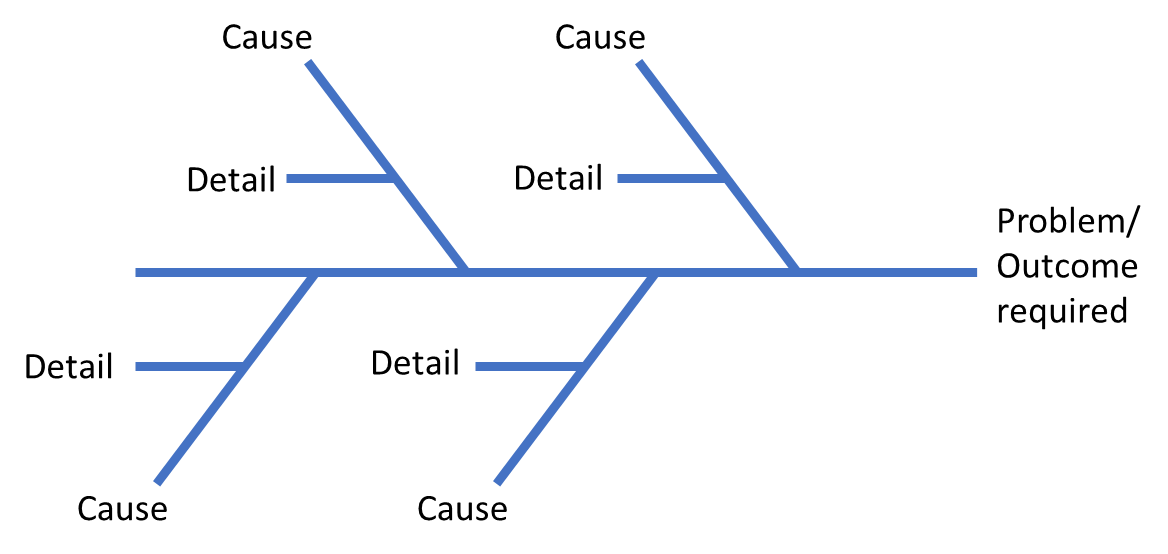 Cause
Cause
Detail
Detail
Problem/
Outcome
required
Detail
Detail
Cause
Cause